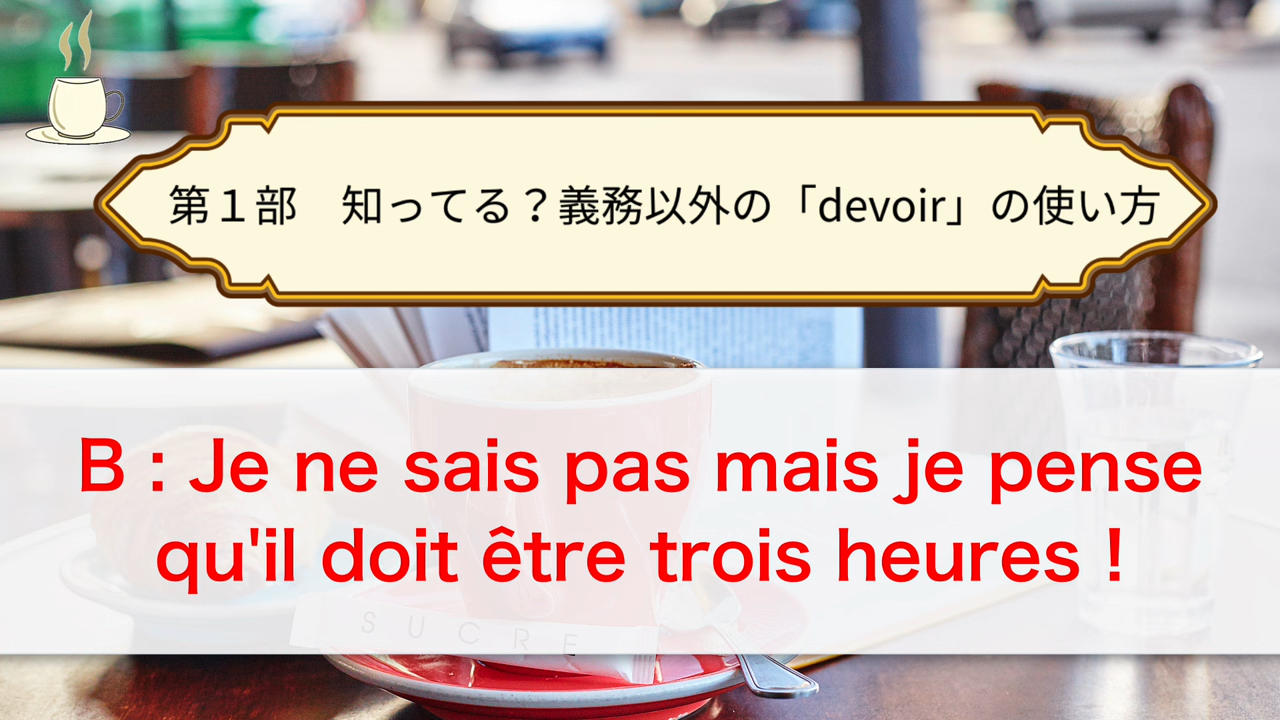 第１部　知ってる？義務以外の「devoir」の使い方
B : Je ne sais pas mais je pense
qu'il doit être trois heures !
SUCRE